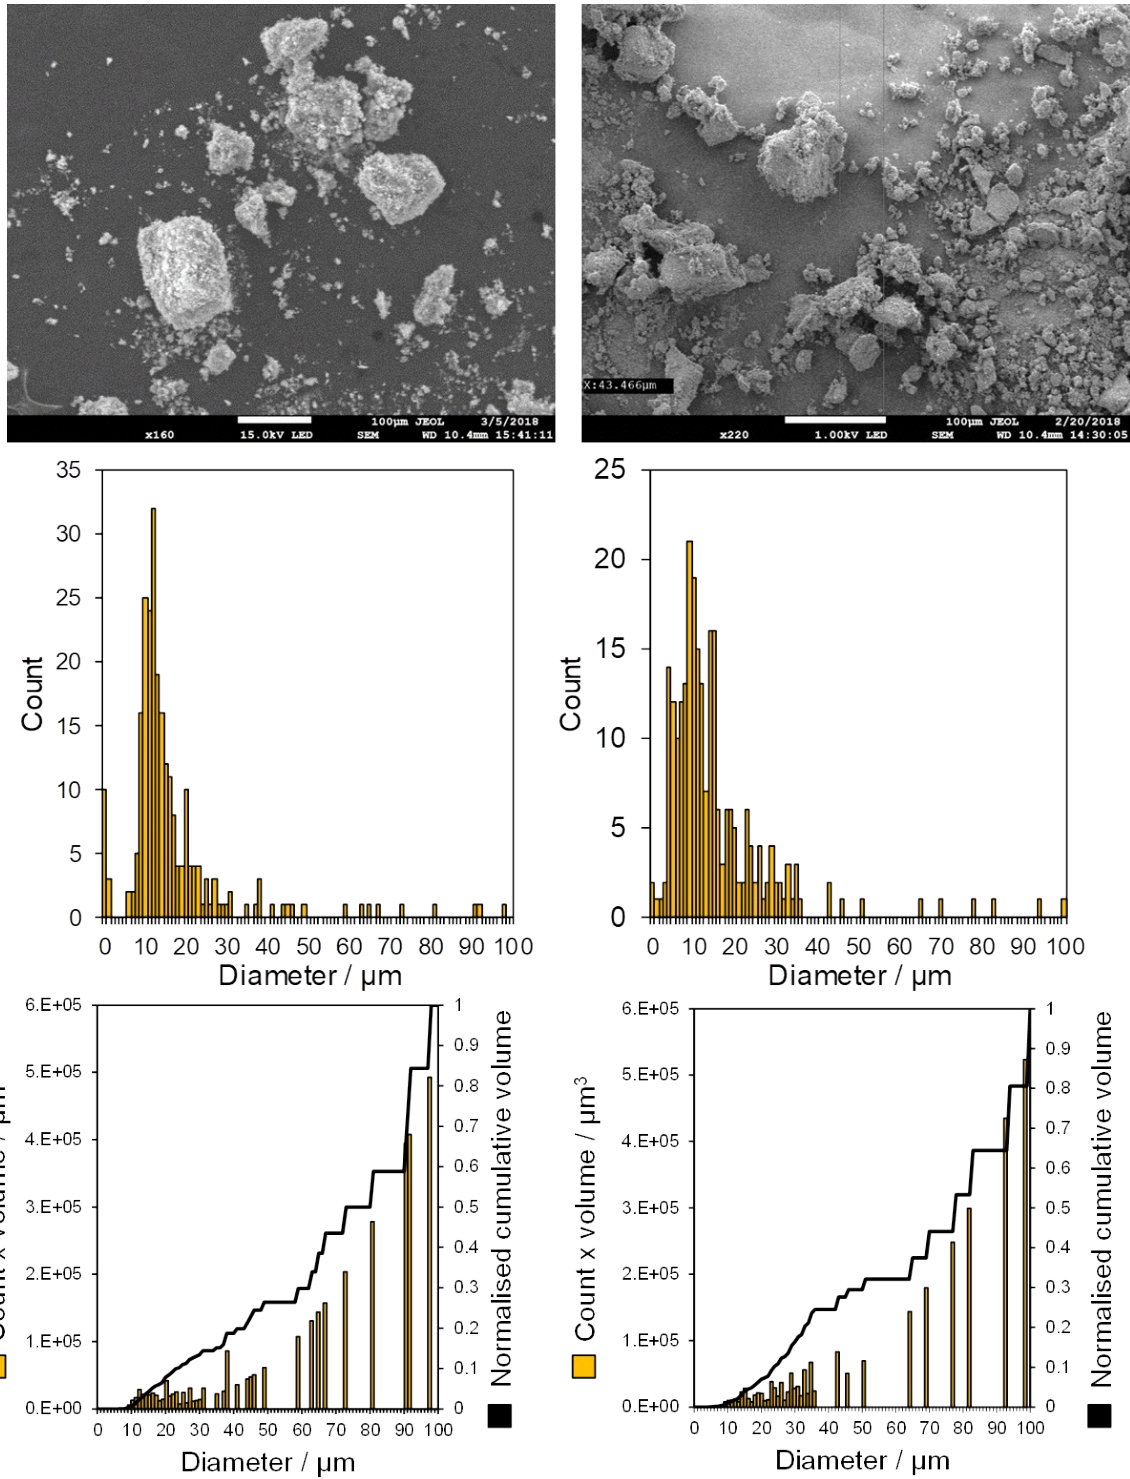 X:43.466µm
100µm JEOL 3/5/2018
x160 15.0kV LED SEM WD 10.4mm 15:41:11
100µm JEOL 2/20/2018
x220 1.00kV LED SEM WD 10.4mm 14:30:05
35
30
25
20
15
10
5
0
Count
0 10 20 30 40 50 60 70 80 90 100
Diameter / µm
25
20
15
10
5
0
Count
0 10 20 30 40 50 60 70 80 90 100
Diameter / µm
6.E+05
5.E+05
4.E+05
3.E+05
2.E+05
1.E+05
0.E+00
1
0.9
0.8
0.7
0.6
0.5
0.4
0.3
0.2
0.1
0
Normalised cumulative volume
0 10 20 30 40 50 60 70 80 90 100
Diameter / µm
Count x volume / µm³
6.E+05
5.E+05
4.E+05
3.E+05
2.E+05
1.E+05
0.E+00
1
0.9
0.8
0.7
0.6
0.5
0.4
0.3
0.2
0.1
0
Normalised cumulative volume
0 10 20 30 40 50 60 70 80 90 100
Diameter / µm